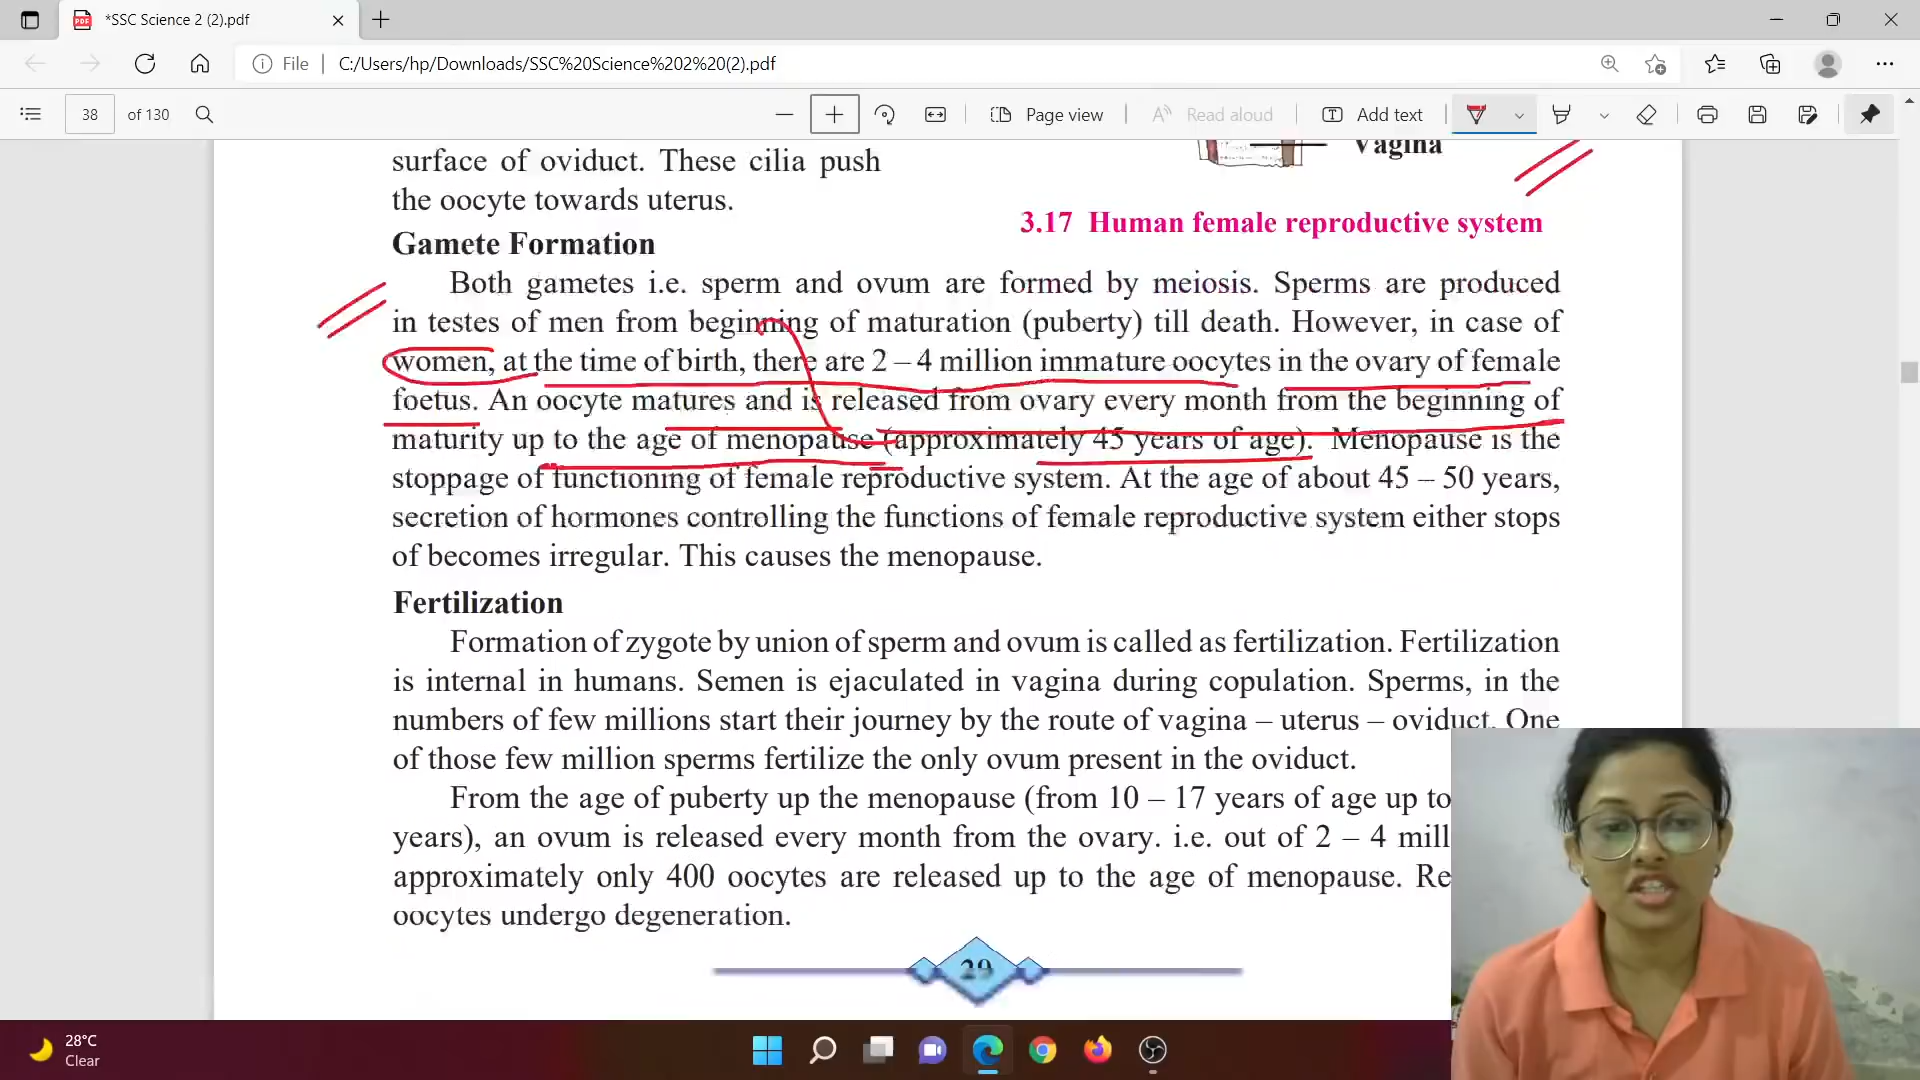 *SSC Science 2 (2).pdf
File
C:/Users/hp/Downloads/SSC%20Science%202%20(2).pdf
38 of 130
Page view
Read aloud
Add text
surface of oviduct. These cilia push
the oocyte towards uterus.
Vagina
3.17 Human female reproductive system
Gamete Formation
Both gametes i.e. sperm and ovum are formed by meiosis. Sperms are produced
in testes of men from beginning of maturation (puberty) till death. However, in case of
women, at the time of birth, there are 2 – 4 million immature oocytes in the ovary of female
foetus. An oocyte matures and is released from ovary every month from the beginning of
maturity up to the age of menopause (approximately 45 years of age). Menopause is the
stoppage of functioning of female reproductive system. At the age of about 45 – 50 years,
secretion of hormones controlling the functions of female reproductive system either stops
of becomes irregular. This causes the menopause.
Fertilization
Formation of zygote by union of sperm and ovum is called as fertilization. Fertilization
is internal in humans. Semen is ejaculated in vagina during copulation. Sperms, in the
numbers of few millions start their journey by the route of vagina – uterus – oviduct. One
of those few million sperms fertilize the only ovum present in the oviduct.
From the age of puberty up the menopause (from 10 – 17 years of age up to
years), an ovum is released every month from the ovary. i.e. out of 2 – 4 mill
approximately only 400 oocytes are released up to the age of menopause. Re
oocytes undergo degeneration.
29
28°C
Clear